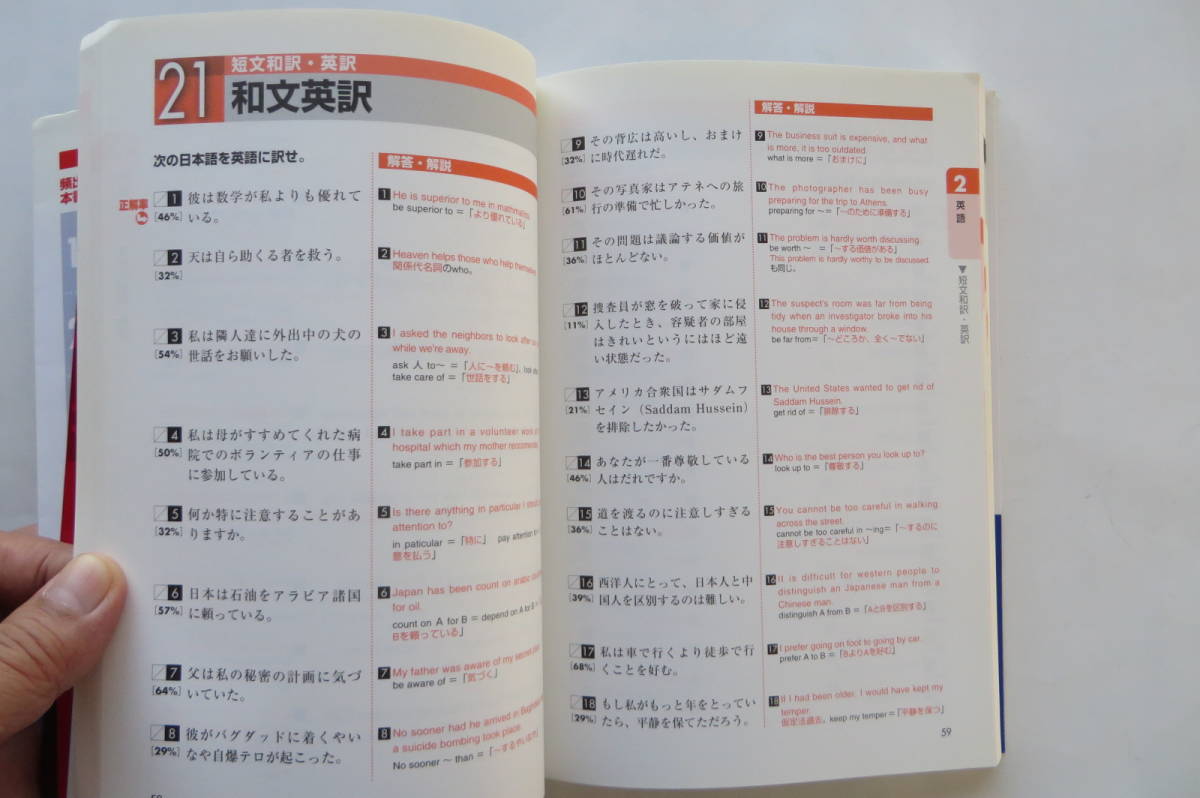 21
短文和訳・英訳
和文英訳
次の日本語を英語に訳せ。
解答・解説
正解率
1 彼は数学が私よりも優れて
[46%] いる。
1 He is superior to me in mathmatics.
be superior to =「より優れている」
2 天は自ら助くる者を救う。
[32%]
2 Heaven helps those who help themselves.
関係代名詞のwho。
3 私は隣人達に外出中の犬の
[54%] 世話をお願いした。
3 I asked the neighbors to look after our
while we're away.
ask 人 to〜 =「人に〜を頼む」, look
take care of =「世話をする」
4 私は母がすすめてくれた病
[50%] 院でのボランティアの仕事
に参加している。
4 I take part in a volunteer work
hospital which my mother recommended.
take part in =「参加する」
5 何か特に注意することがあ
[32%] りますか。
5 Is there anything in particular I should
attention to?
in paticular =「特に」 pay attention to
意を払う」
6 日本は石油をアラビア諸国
[57%] に頼っている。
6 Japan has been count on arabic
for oil.
count on A for B = depend on A for B
Bを頼っている」
7 父は私の秘密の計画に気づ
[64%] いていた。
7 My father was aware of my secret plan.
be aware of =「気づく」
8 彼がバグダッドに着くやい
[29%] なや自爆テロが起こった。
8 No sooner had he arrived in Baghdad
a suicide bombing took place.
No sooner 〜 than =「〜するやいなや」
解答・解説
9 その背広は高いし、おまけ
[32%] に時代遅れだ。
9 The business suit is expensive, and what
is more, it is too outdated.
what is more =「おまけに」
10 その写真家はアテネへの旅
[61%] 行の準備で忙しかった。
10 The photographer has been busy
preparing for the trip to Athens.
preparing for 〜=「〜のために準備する」
11 その問題は議論する価値が
[36%] ほとんどない。
11 The problem is hardly worth discussing.
be worth 〜 =「〜する価値がある」
This problem is hardly worthy to be discussed
も同じ。
12 捜査員が窓を破って家に侵
[11%] 入したとき、容疑者の部屋
はきれいというにはほど遠
い状態だった。
12 The suspect's room was far from being
tidy when an investigator broke into his
house through a window.
be far from=「〜どころか、全く〜でない」
13 アメリカ合衆国はサダムフ
[21%] セイン（Saddam Hussein）
を排除したかった。
13 The United States wanted to get rid of
Saddam Hussein.
get rid of =「排除する」
14 あなたが一番尊敬している
[46%] 人はだれですか。
14 Who is the best person you look up to?
look up to =「尊敬する」
15 道を渡るのに注意しすぎる
[36%] ことはない。
15 You cannot be too careful in walking
across the street.
cannot be too careful in 〜ing=「〜するのに
注意しすぎることはない」
16 西洋人にとって、日本人と中
[39%] 国人を区別するのは難しい。
16 It is difficult for western people to
distinguish an Japanese man from a
Chinese man.
distinguish A from B =「AとBを区別する」
17 私は車で行くより徒歩で行
[68%] くことを好む。
17 I prefer going on foot to going by car.
prefer A to B =「BよりAを好む」
18 もし私がもっと年をとってい
[29%] たら、平静を保てただろう。
18 If I had been older, I would have kept my
temper.
仮定法過去。keep my temper=「平静を保つ」
2
英語
▼短文和訳・英訳
59